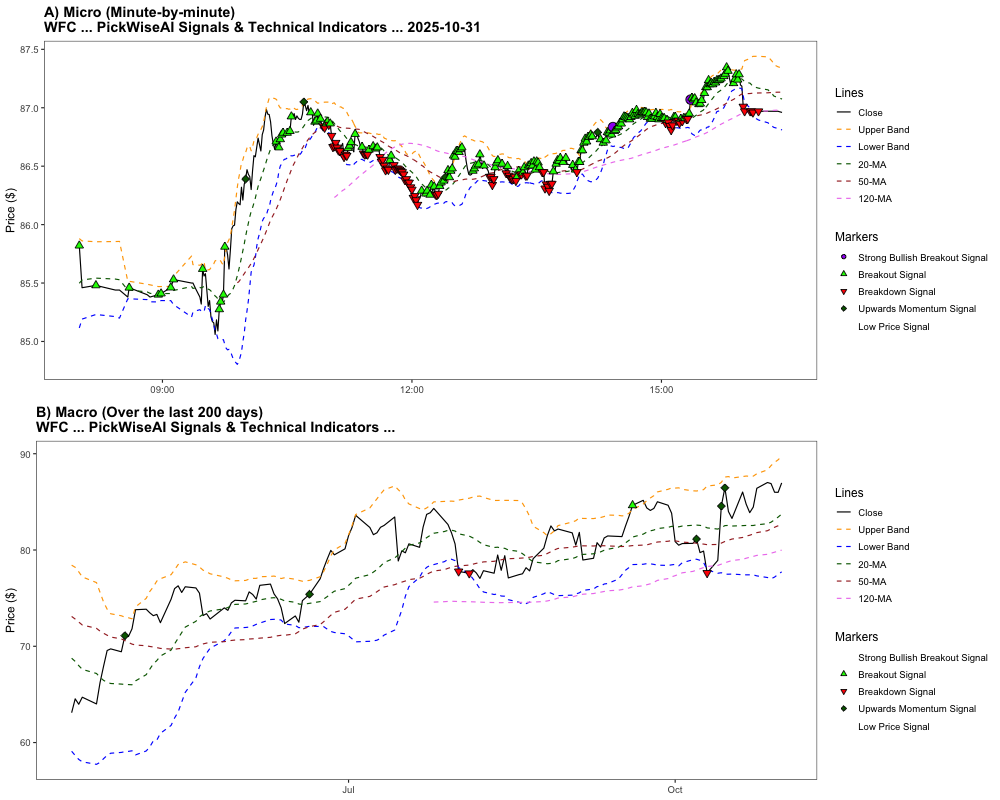 A) Micro (Minute-by-minute)
WFC ... PickWiseAI Signals & Technical Indicators ... 2025-10-31
87.5
87.0
86.5
86.0
85.5
85.0
Price ($)
09:00
12:00
15:00
Lines
Close
Upper Band
Lower Band
20-MA
50-MA
120-MA
Markers
Strong Bullish Breakout Signal
Breakout Signal
Breakdown Signal
Upwards Momentum Signal
Low Price Signal
B) Macro (Over the last 200 days)
WFC ... PickWiseAI Signals & Technical Indicators ...
90
80
70
60
Price ($)
Jul
Oct
Lines
Close
Upper Band
Lower Band
20-MA
50-MA
120-MA
Markers
Strong Bullish Breakout Signal
Breakout Signal
Breakdown Signal
Upwards Momentum Signal
Low Price Signal